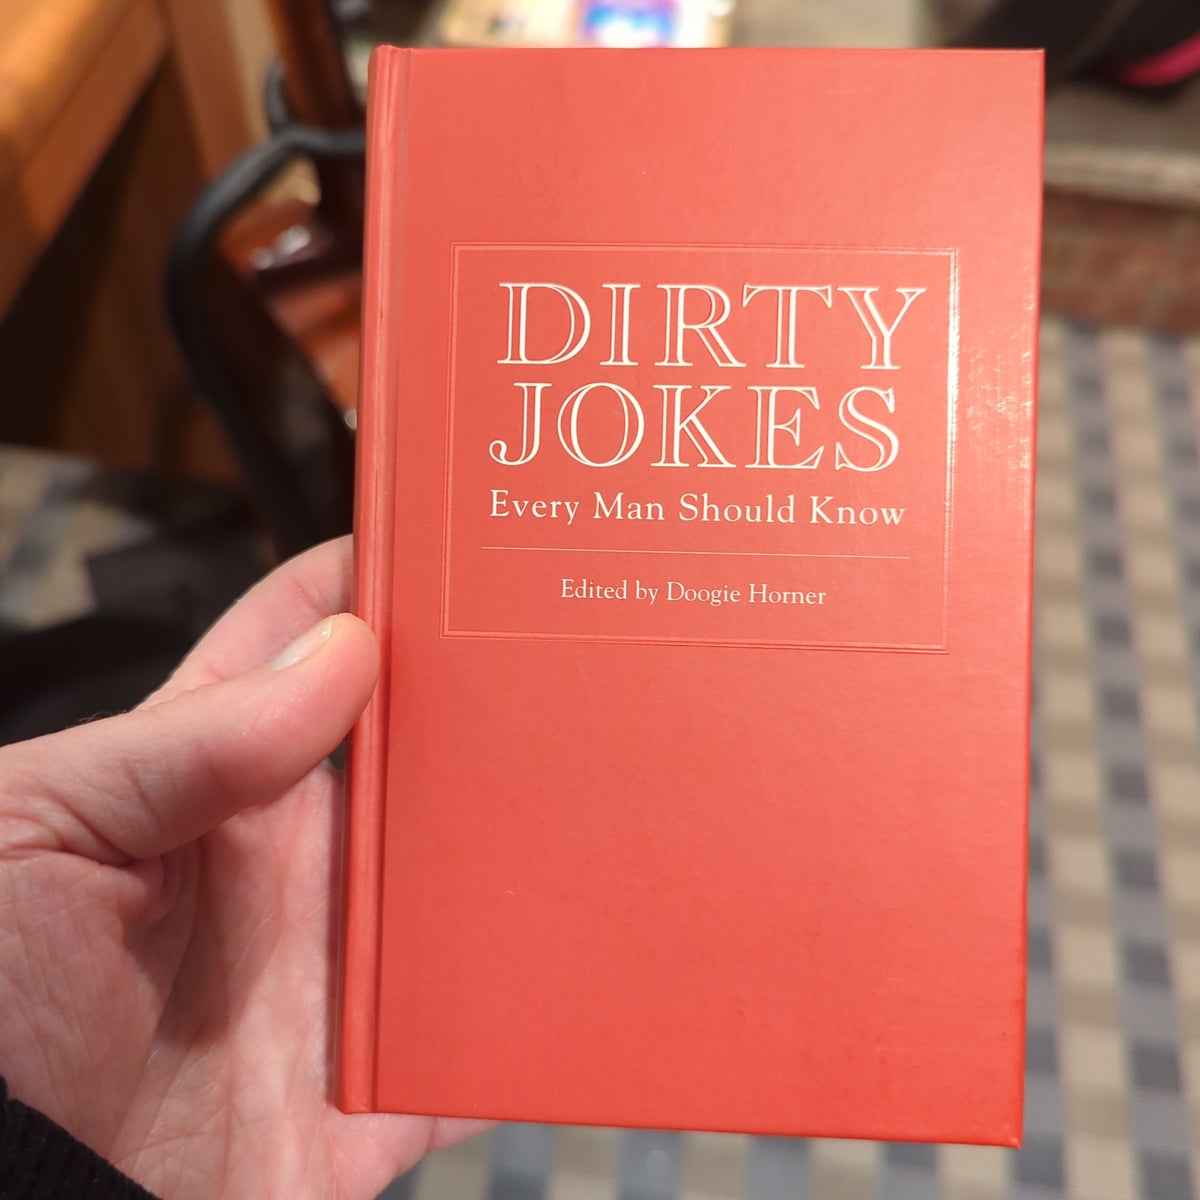 DIRTY
JOKES
Every Man Should Know
Edited by Doogie Horner